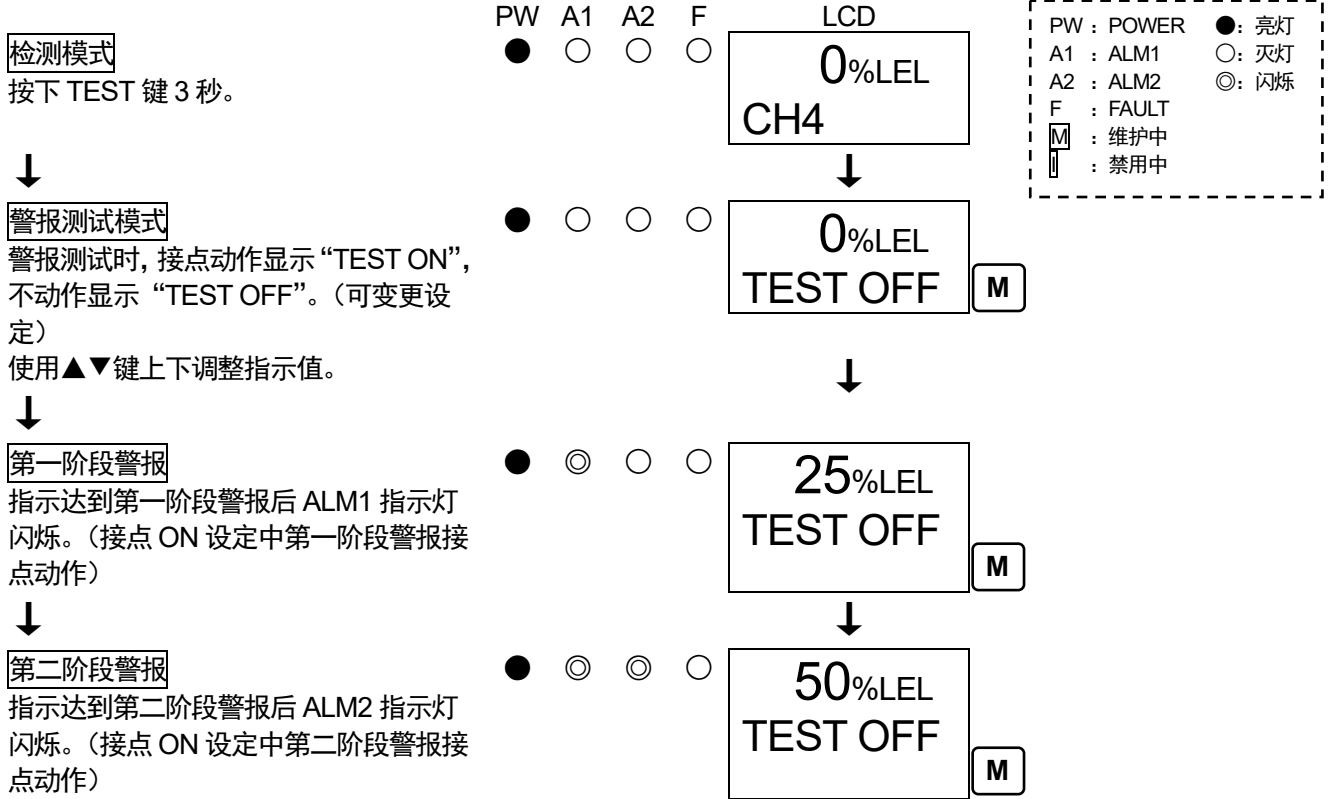 PW A1 A2 F LCD
检测模式 ● ○ ○ ○ 0%LEL
按下 TEST 键 3 秒。
CH4
PW : POWER ●: 亮灯
A1 : ALM1 ○: 灭灯
A2 : ALM2 ◎: 闪烁
F : FAULT
M : 维护中
I : 禁用中
↓ ↓
警报测试模式 ● ○ ○ ○ 0%LEL
警报测试时, 接点动作显示 “TEST ON”,
不动作显示 “TEST OFF”。(可变更设
定)
使用▲▼键上下调整指示值。
TEST OFF M
↓ ↓
第一阶段警报 ● ◎ ○ ○ 25%LEL
指示达到第一阶段警报后 ALM1 指示灯
闪烁。(接点 ON 设定中第一阶段警报接
点动作)
TEST OFF
M
↓ ↓
第二阶段警报 ● ◎ ◎ ○ 50%LEL
指示达到第二阶段警报后 ALM2 指示灯
闪烁。(接点 ON 设定中第二阶段警报接
点动作)
TEST OFF
M